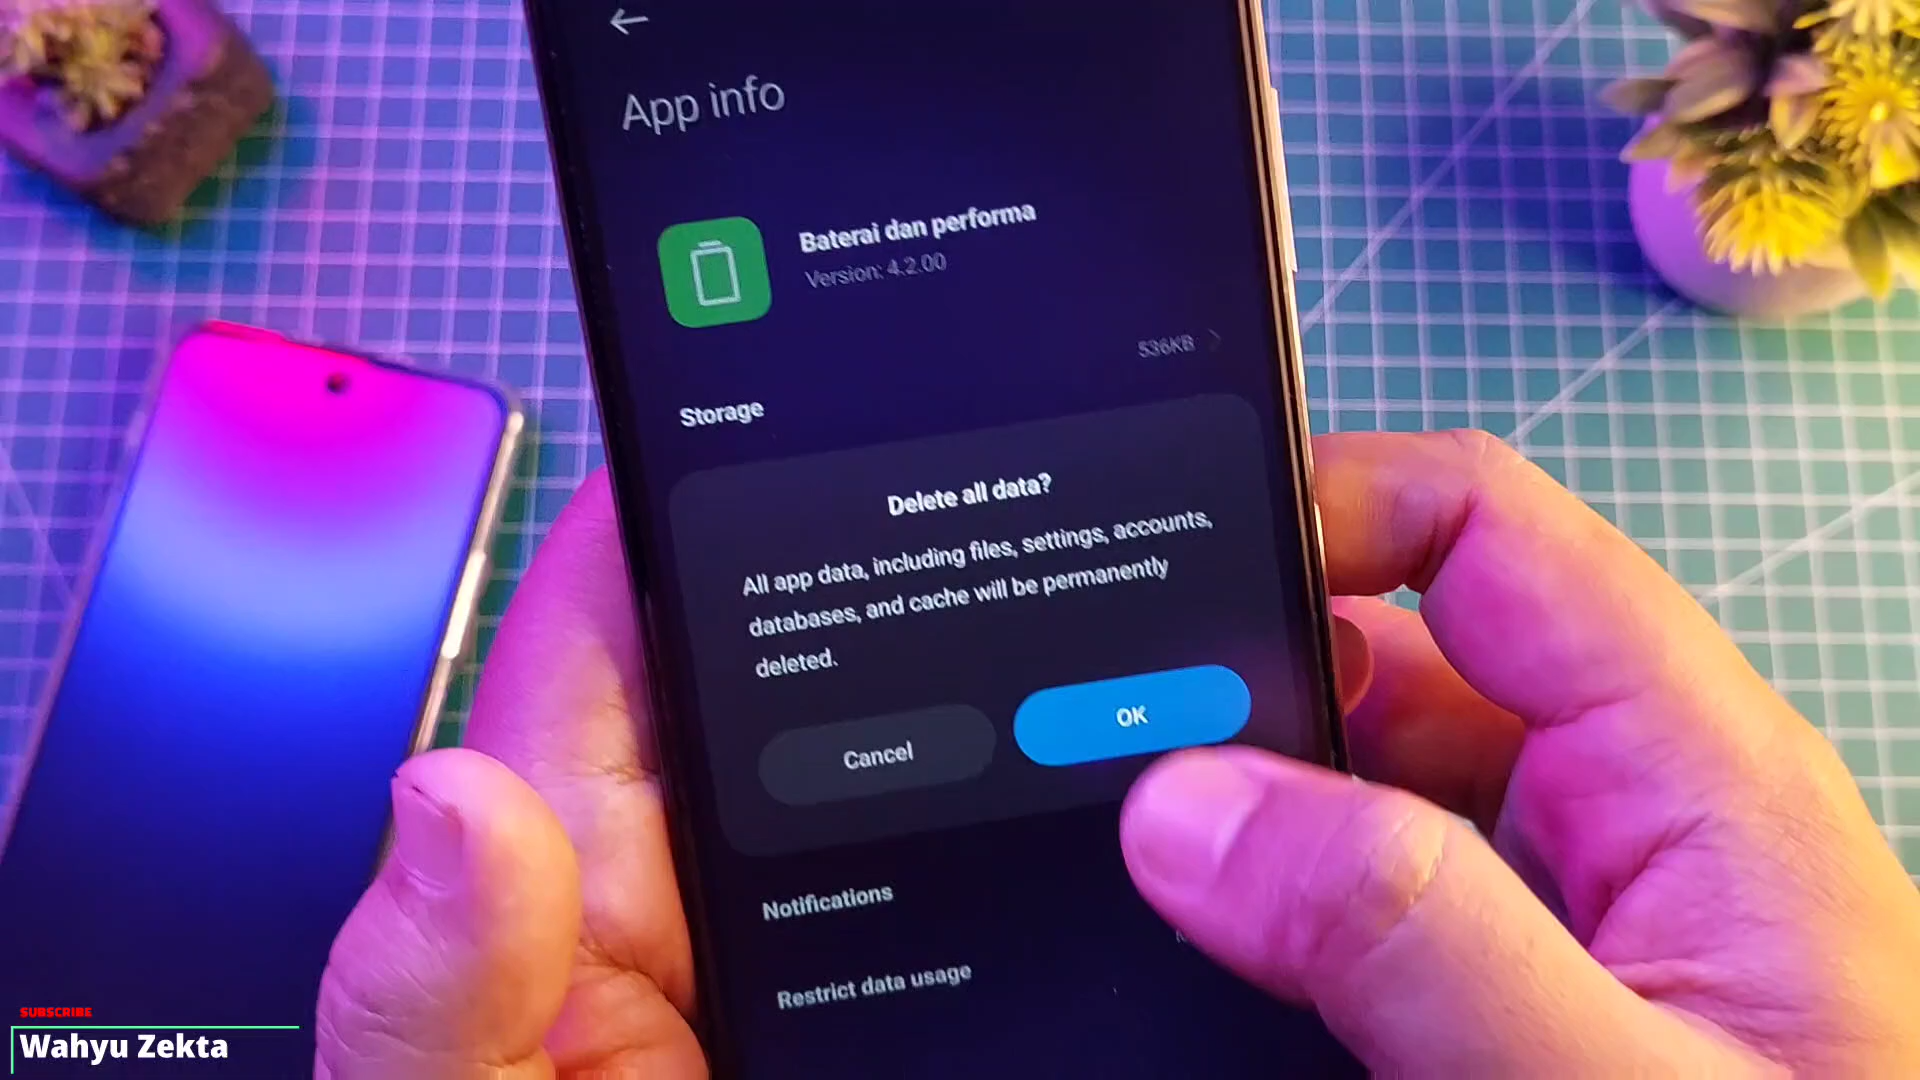 App info
Baterai dan performa
Version: 4.2.00
536KB
Storage
Delete all data?
All app data, including files, settings, accounts,
databases, and cache will be permanently
deleted.
Cancel
OK
Notifications
Restrict data usage
SUBSCRIBE
Wahyu Zekta